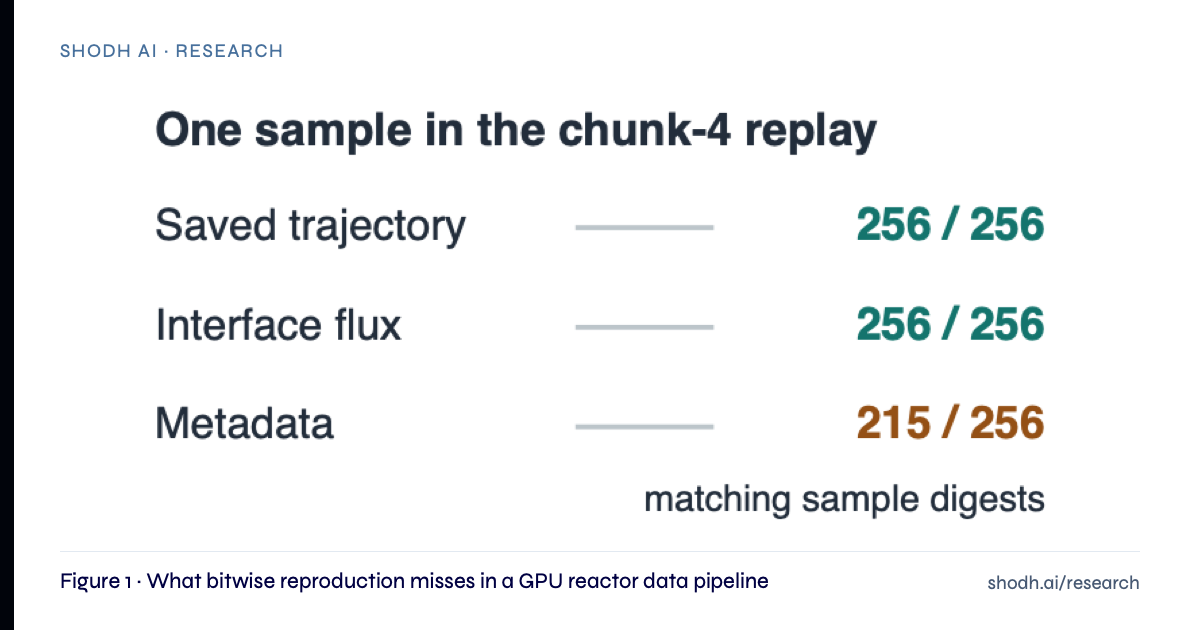 SHODH AI · RESEARCH
One sample in the chunk-4 replay
Saved trajectory 256 / 256
Interface flux 256 / 256
Metadata 215 / 256
matching sample digests
Figure 1 · What bitwise reproduction misses in a GPU reactor data pipeline
shodh.ai/research